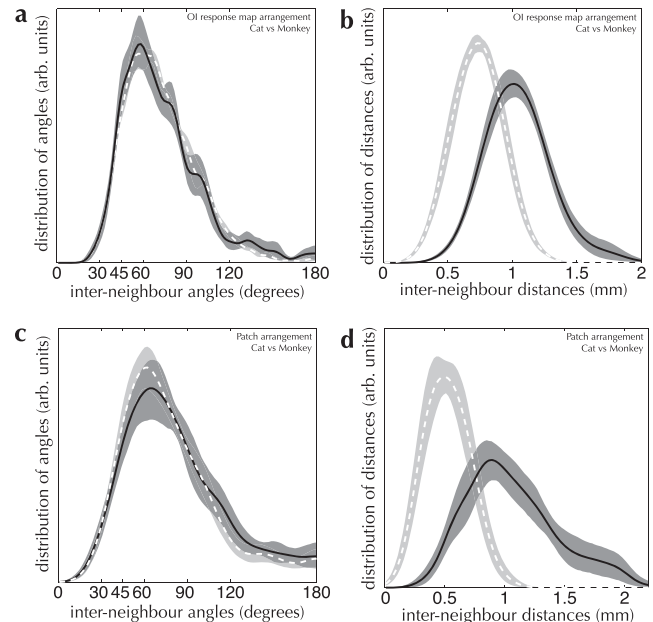 a
OI response map arrangement
Cat vs Monkey
distribution of angles (arb. units)
0 30 45 60 90 120 180
inter-neighbour angles (degrees)
b
OI response map arrangement
Cat vs Monkey
distribution of distances (arb. units)
0 0.5 1 1.5 2
inter-neighbour distances (mm)
c
Patch arrangement
Cat vs Monkey
distribution of angles (arb. units)
0 30 45 60 90 120 180
inter-neighbour angles (degrees)
d
Patch arrangement
Cat vs Monkey
distribution of distances (arb. units)
0 0.5 1 1.5 2
inter-neighbour distances (mm)